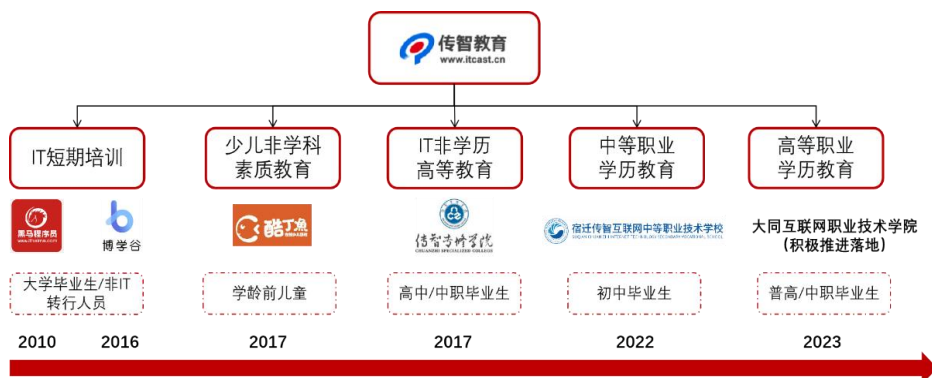 传智教育
www.itcast.cn
IT短期培训
少儿非学科
素质教育
IT非学历
高等教育
中等职业
学历教育
高等职业
学历教育
黑马程序员
博学谷
酷丁鱼
传智专修学院
CHUANZHI SPECIALIZED COLLEGE
宿迁传智互联网中等职业技术学校
大同互联网职业技术学院
(积极推进落地)
大学毕业生/非IT
转行人员
学龄前儿童
高中/中职毕业生
初中毕业生
普高/中职毕业生
2010
2016
2017
2017
2022
2023